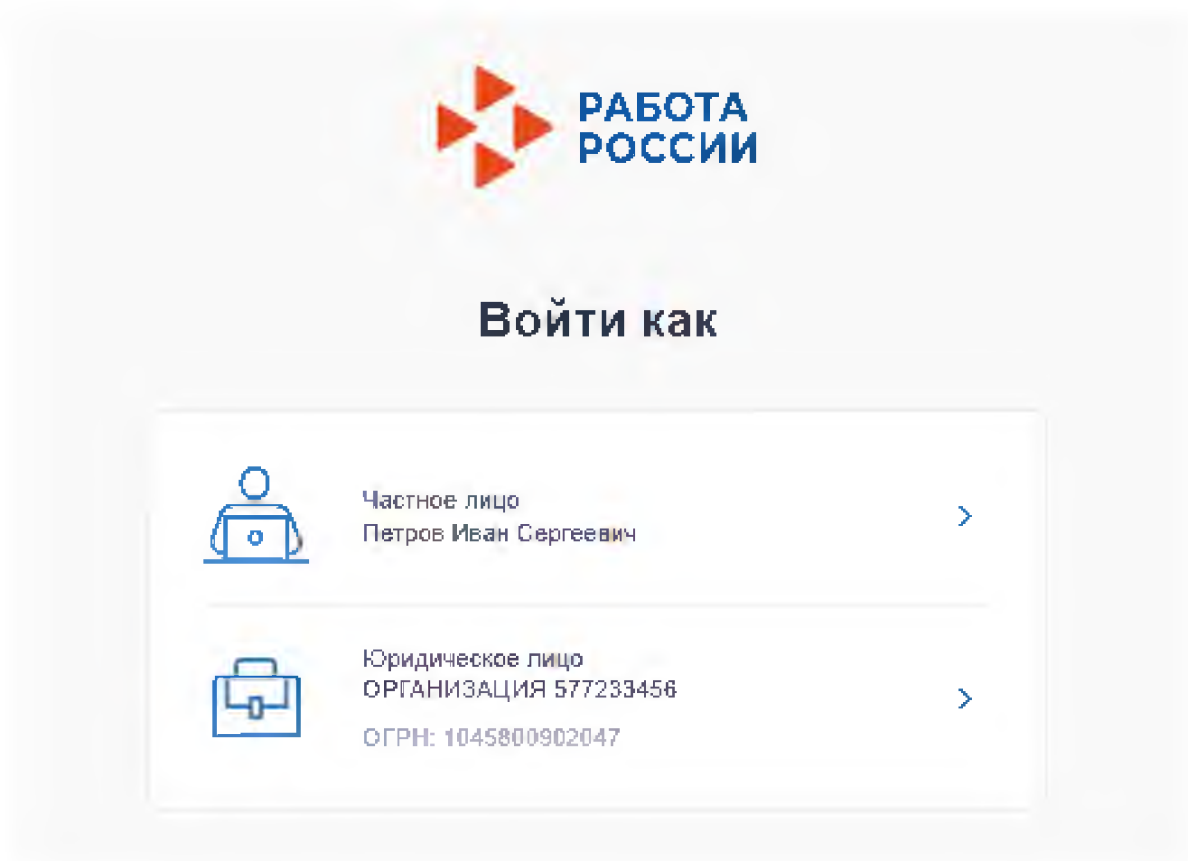 РАБОТА
РОССИИ
Войти как
Частное лицо
Петров Иван Сергеевич
Юридическое лицо
ОРГАНИЗАЦИЯ 577233456
ОГРН: 1045800902047